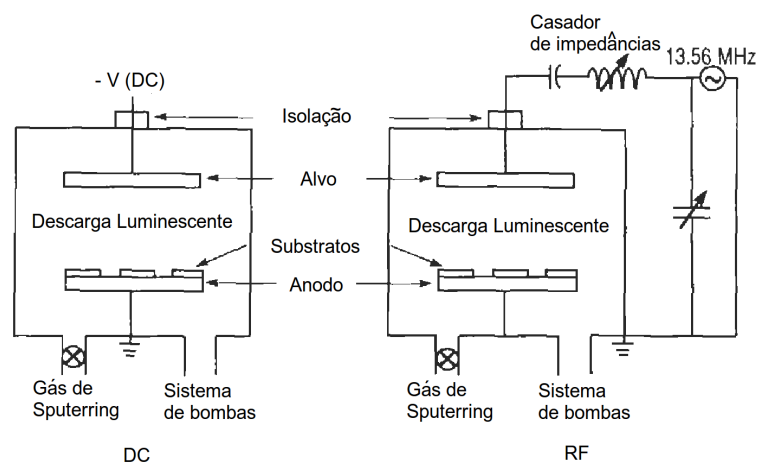 Casador
de impedâncias
13.56 MHz
- V (DC)
Isolação
Alvo
Descarga Luminescente
Descarga Luminescente
Substratos
Anodo
Gás de
Sputerring
Sistema
de bombas
Gás de
Sputerring
Sistema
de bombas
DC
RF